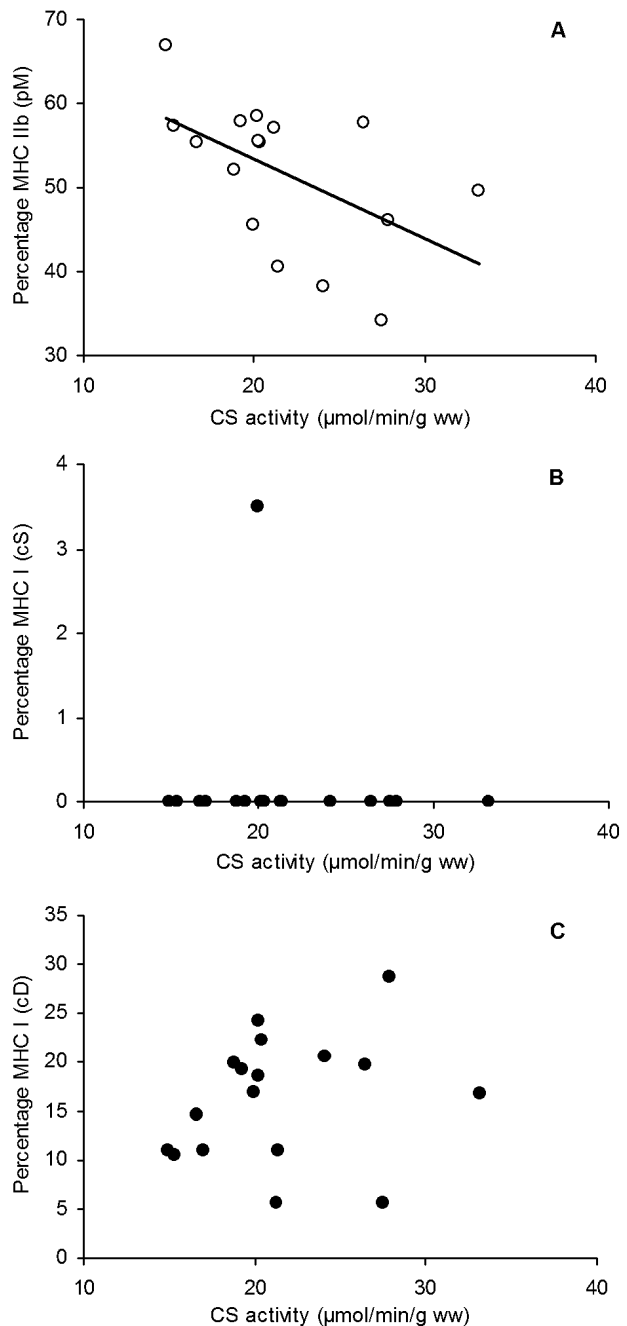 A
Percentage MHC IIb (pM)
70
60
50
40
30
10 20 30 40
CS activity (µmol/min/g ww)
B
Percentage MHC I (cS)
4
3
2
1
0
10 20 30 40
CS activity (µmol/min/g ww)
C
Percentage MHC I (cD)
35
30
25
20
15
10
5
0
10 20 30 40
CS activity (µmol/min/g ww)